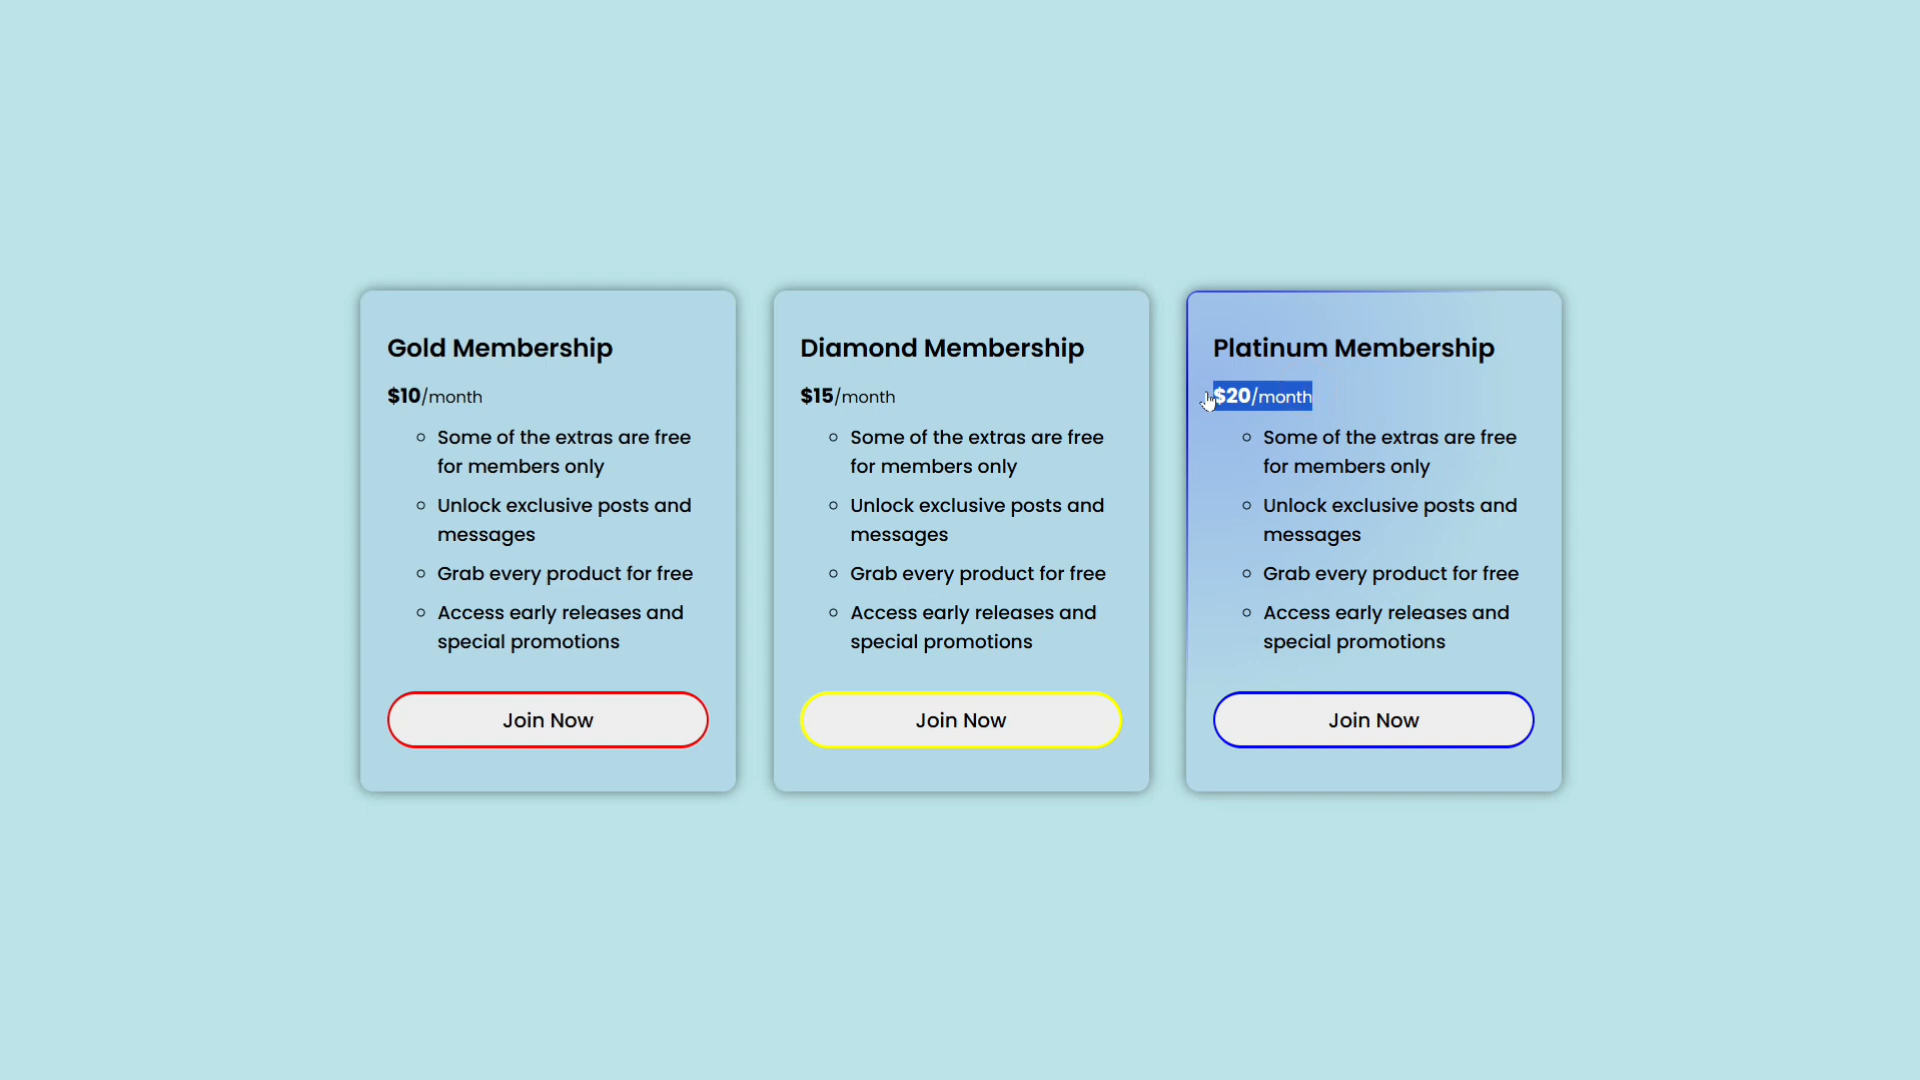 Gold Membership
$10/month
Some of the extras are free
for members only
Unlock exclusive posts and
messages
Grab every product for free
Access early releases and
special promotions
Join Now
Diamond Membership
$15/month
Some of the extras are free
for members only
Unlock exclusive posts and
messages
Grab every product for free
Access early releases and
special promotions
Join Now
Platinum Membership
$20/month
Some of the extras are free
for members only
Unlock exclusive posts and
messages
Grab every product for free
Access early releases and
special promotions
Join Now